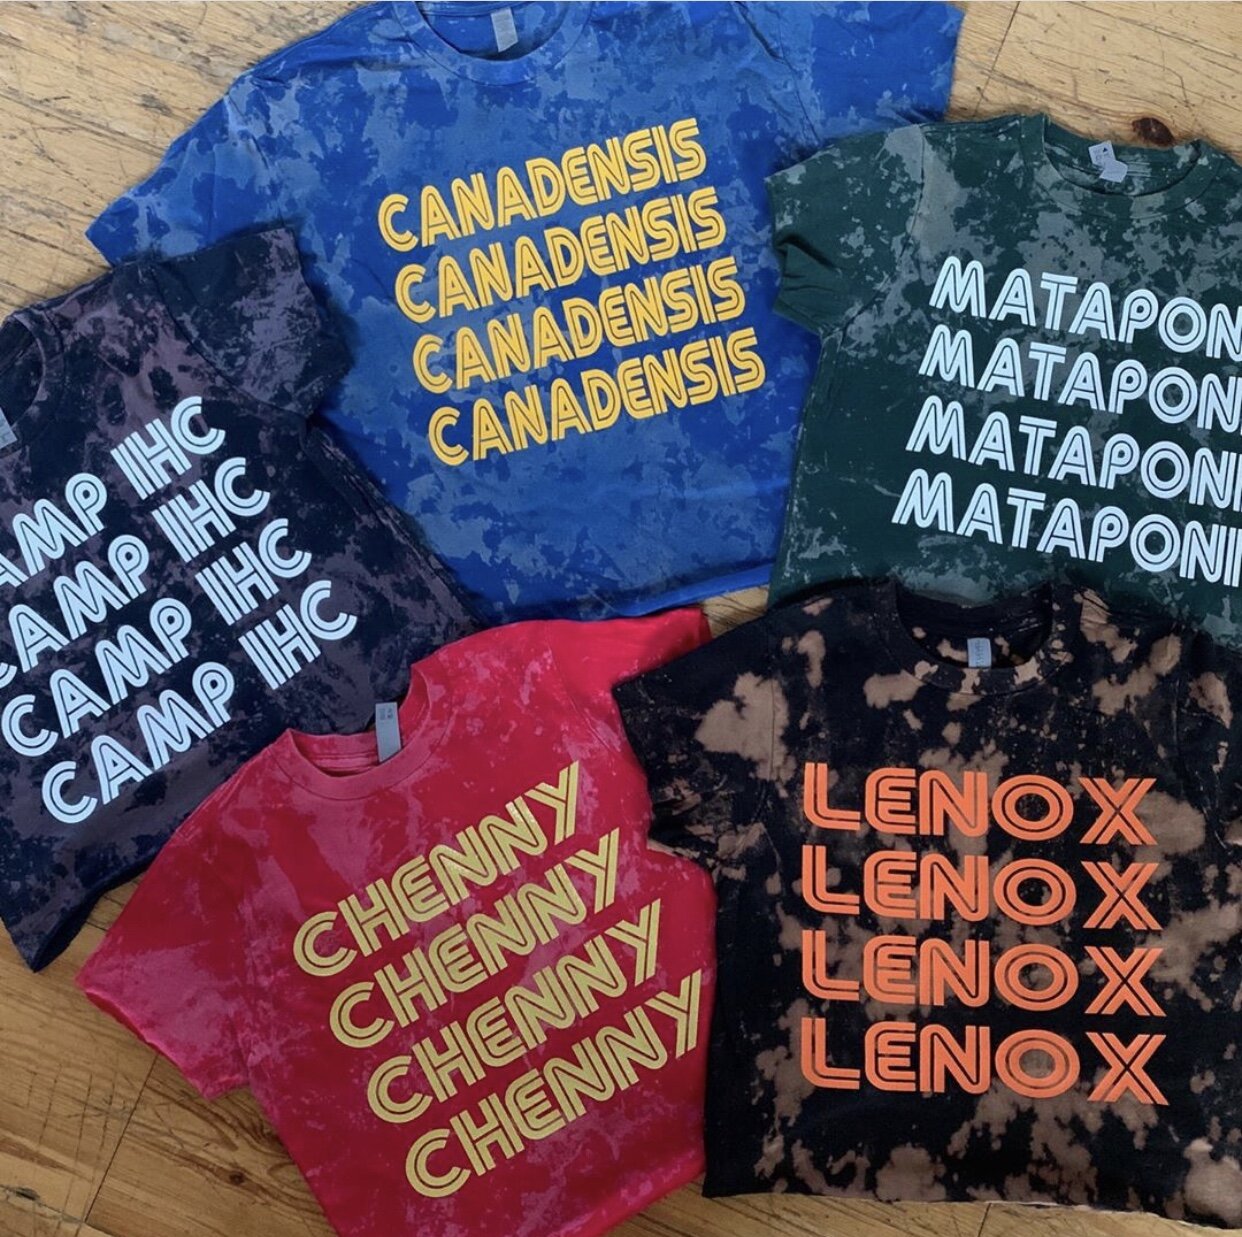 CANADENSIS
CANADENSIS
CANADENSIS
CANADENSIS
MATAPON
MATAPONI
MATAPONI
MATAPONI
AMP IHC
CAMP IHC
CAMP IHC
CAMP IHC
CHENNY
CHENNY
CHENNY
CHENNY
LENOX
LENOX
LENOX
LENOX